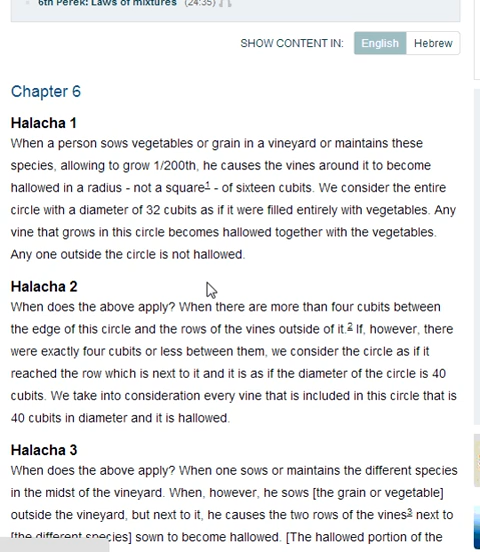 6th Perek: Laws of mixtures (24:35)
SHOW CONTENT IN: English Hebrew
Chapter 6
Halacha 1
When a person sows vegetables or grain in a vineyard or maintains these
species, allowing to grow 1/200th, he causes the vines around it to become
hallowed in a radius - not a square1 - of sixteen cubits. We consider the entire
circle with a diameter of 32 cubits as if it were filled entirely with vegetables. Any
vine that grows in this circle becomes hallowed together with the vegetables.
Any one outside the circle is not hallowed.
Halacha 2
When does the above apply? When there are more than four cubits between
the edge of this circle and the rows of the vines outside of it.2 If, however, there
were exactly four cubits or less between them, we consider the circle as if it
reached the row which is next to it and it is as if the diameter of the circle is 40
cubits. We take into consideration every vine that is included in this circle that is
40 cubits in diameter and it is hallowed.
Halacha 3
When does the above apply? When one sows or maintains the different species
in the midst of the vineyard. When, however, he sows [the grain or vegetable]
outside the vineyard, but next to it, he causes the two rows of the vines3 next to
[the different species] sown to become hallowed. [The hallowed portion of the